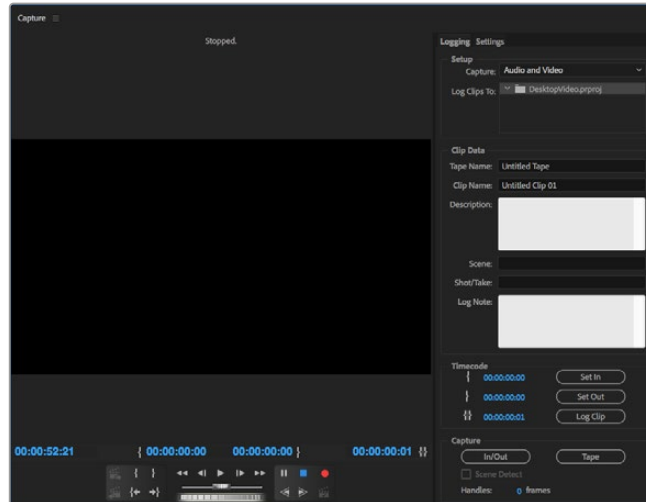 Capture
Stopped.
00:00:52:21
{ 00:00:00:00
00:00:00:00 }
00:00:00:01 {}
Logging Settings
Setup
Capture: Audio and Video
Log Clips To: DesktopVideo.prproj
Clip Data
Tape Name: Untitled Tape
Clip Name: Untitled Clip 01
Description:
Scene:
Shot/Take:
Log Note:
Timecode
{ 00:00:00:00 Set In
} 00:00:00:00 Set Out
{} 00:00:00:01 Log Clip
Capture
In/Out Tape
Scene Detect
Handles: 0 frames